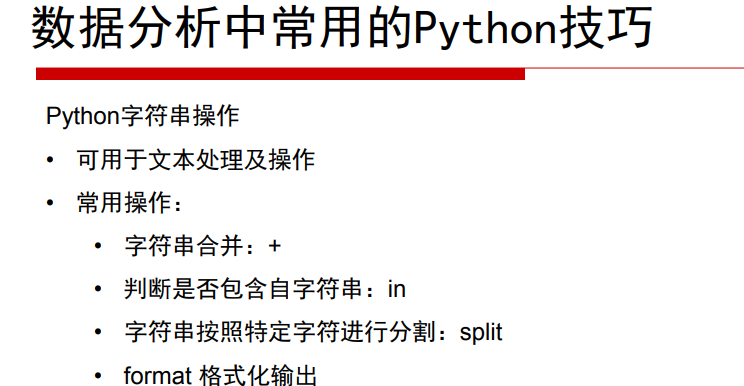 数据分析中常用的Python技巧
Python字符串操作
• 可用于文本处理及操作
• 常用操作：
• 字符串合并：+
• 判断是否包含自字符串：in
• 字符串按照特定字符进行分割：split
• format 格式化输出